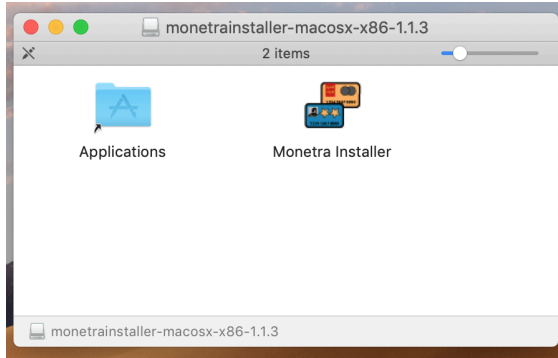 monetrainstaller-macosx-x86-1.1.3
2 items
Applications
Monetra Installer
monetrainstaller-macosx-x86-1.1.3